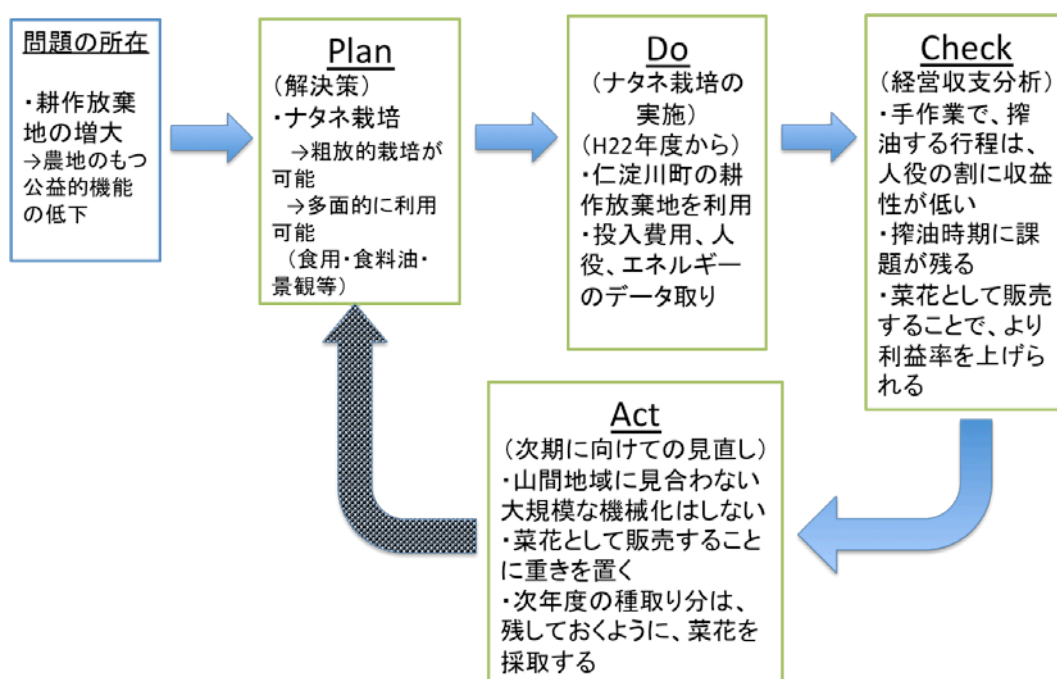 問題の所在
・耕作放棄
地の増大
→農地のもつ
公益的機能
の低下
Plan
(解決策)
・ナタネ栽培
→粗放的栽培が
可能
→多面的に利用
可能
(食用・食料油・
景観等)
Do
(ナタネ栽培の
実施)
(H22年度から)
・仁淀川町の耕
作放棄地を利用
・投入費用、人
役、エネルギー
のデータ取り
Check
(経営収支分析)
・手作業で、搾
油する行程は、
人役の割に収益
性が低い
・搾油時期に課
題が残る
・菜花として販売
することで、より
利益率を上げら
れる
Act
(次期に向けての見直し)
・山間地域に見合わない
大規模な機械化はしない
・菜花として販売すること
に重きを置く
・次年度の種取り分は、
残しておくように、菜花を
採取する